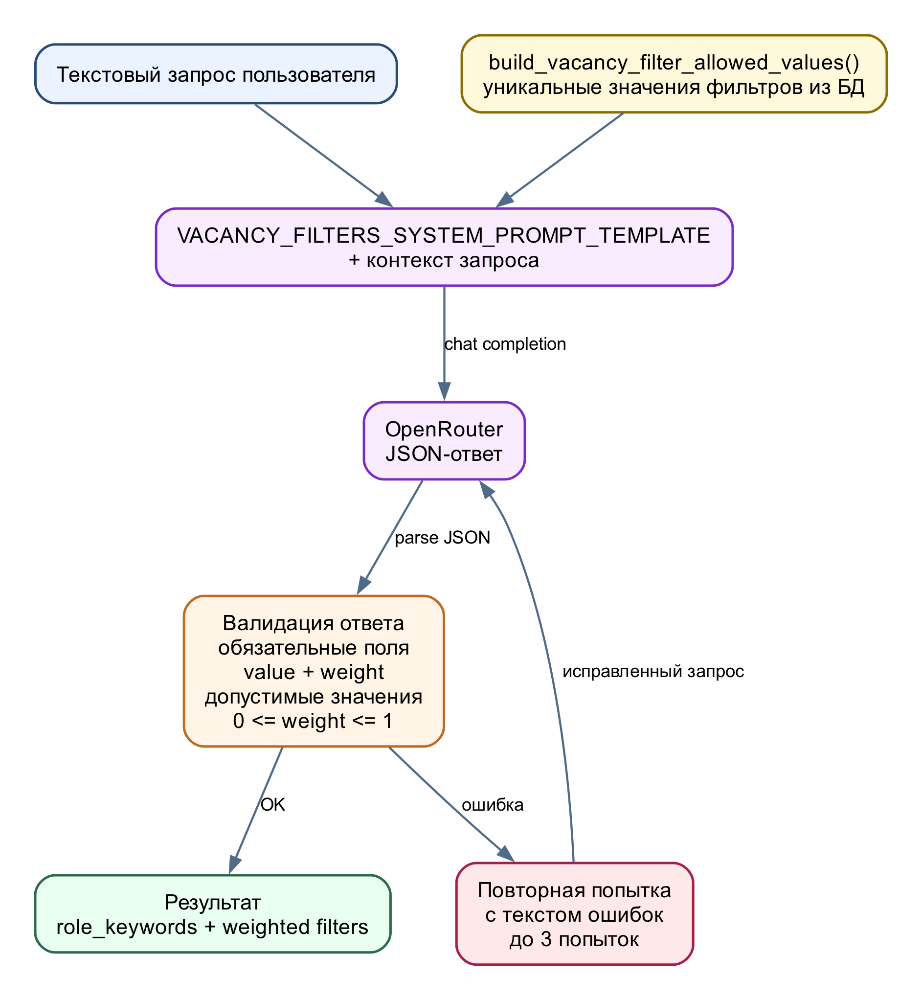 Текстовый запрос пользователя
build_vacancy_filter_allowed_values()
уникальные значения фильтров из БД
VACANCY_FILTERS_SYSTEM_PROMPT_TEMPLATE
+ контекст запроса
chat completion
OpenRouter
JSON-ответ
parse JSON
Валидация ответа
обязательные поля
value + weight
допустимые значения
0 <= weight <= 1
исправленный запрос
OK
ошибка
Результат
role_keywords + weighted filters
Повторная попытка
с текстом ошибок
до 3 попыток